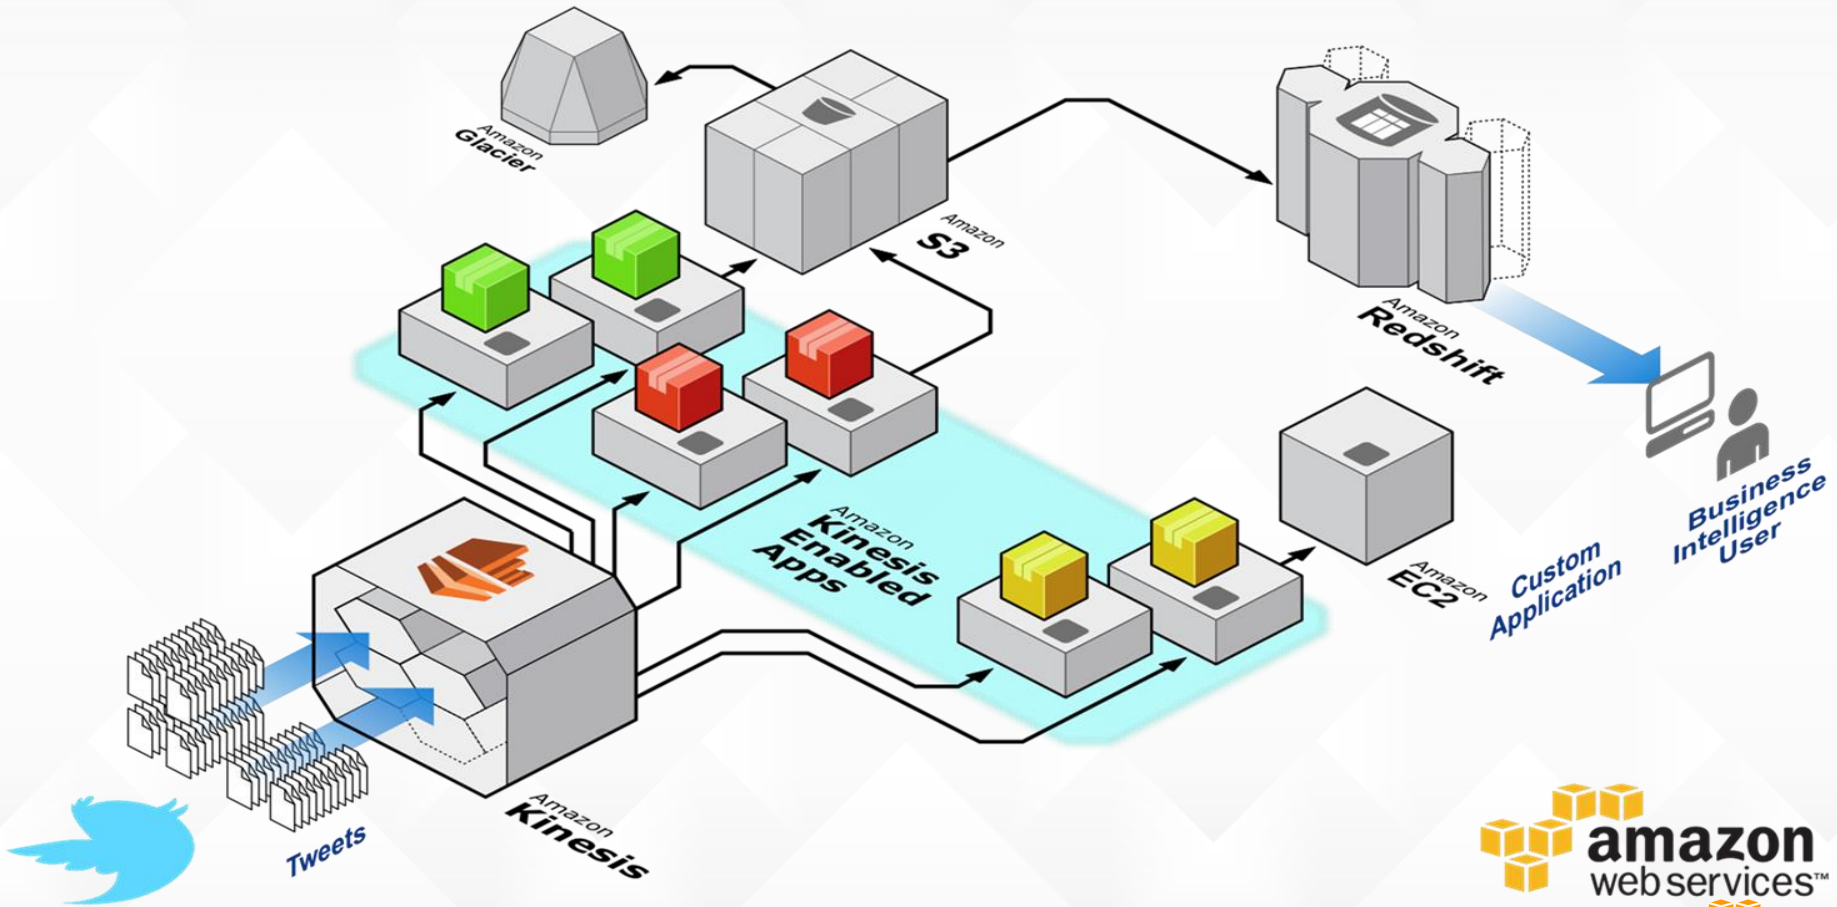 Amazon
Glacier
Amazon
S3
Amazon
Redshift
Business
Intelligence
User
Amazon
Kinesis
Enabled
Apps
Amazon
EC2
Custom
Application
Tweets
Amazon
Kinesis
amazon
web services™